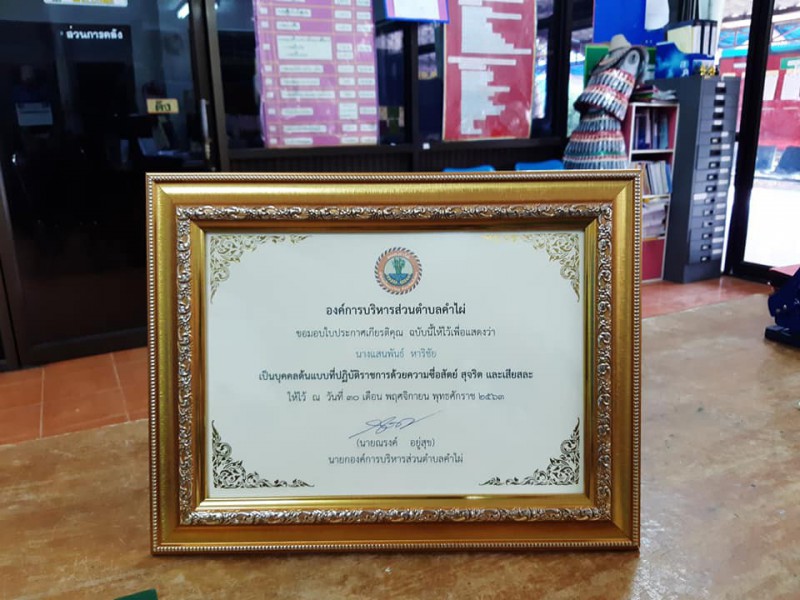 ส่วนการคลัง
ดึง
องค์การบริหารส่วนตำบลคำไผ่
ขอมอบใบประกาศเกียรติคุณ ฉบับนี้ให้ไว้เพื่อแสดงว่า
นางแสนพันธ์ หาริชัย
เป็นบุคคลต้นแบบที่ปฏิบัติราชการด้วยความซื่อสัตย์ สุจริต และเสียสละ
ให้ไว้ ณ วันที่ ๓๐ เดือน พฤศจิกายน พุทธศักราช ๒๕๖๓
(นายณรงค์ อยู่สุข)
นายกองค์การบริหารส่วนตำบลคำไผ่